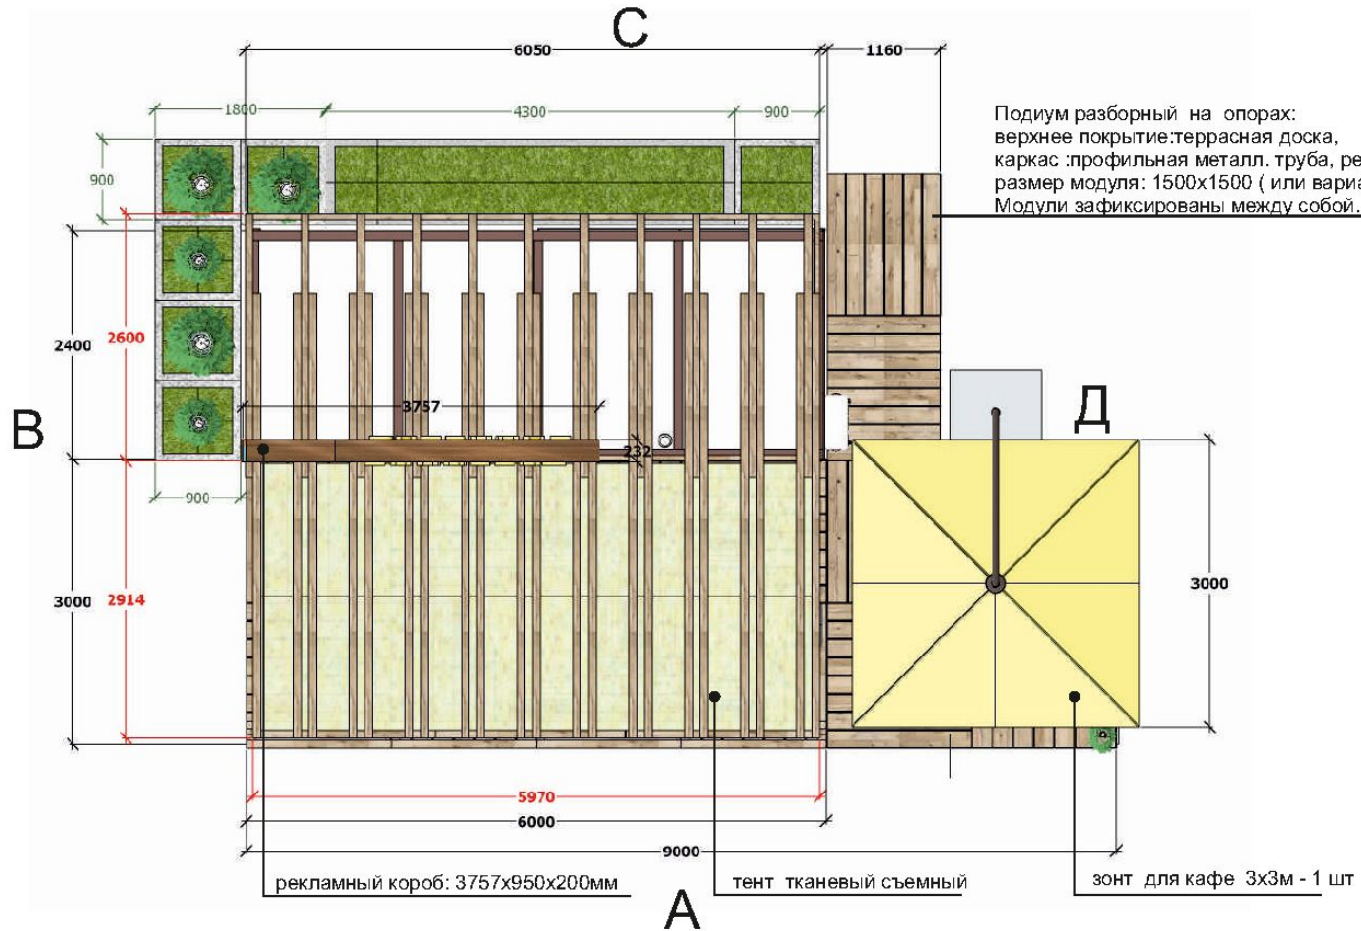 С
6050
1160
1800
4300
900
Подиум разборный на опорах:
верхнее покрытие:террасная доска,
каркас :профильная металл. труба, ре
размер модуля: 1500х1500 ( или вариа
Модули зафиксированы между собой.
900
2600
2400
3757
Д
В
232
900
3000
2914
3000
5970
6000
9000
рекламный короб: 3757х950х200мм
тент тканевый съемный
зонт для кафе 3х3м - 1 шт
А